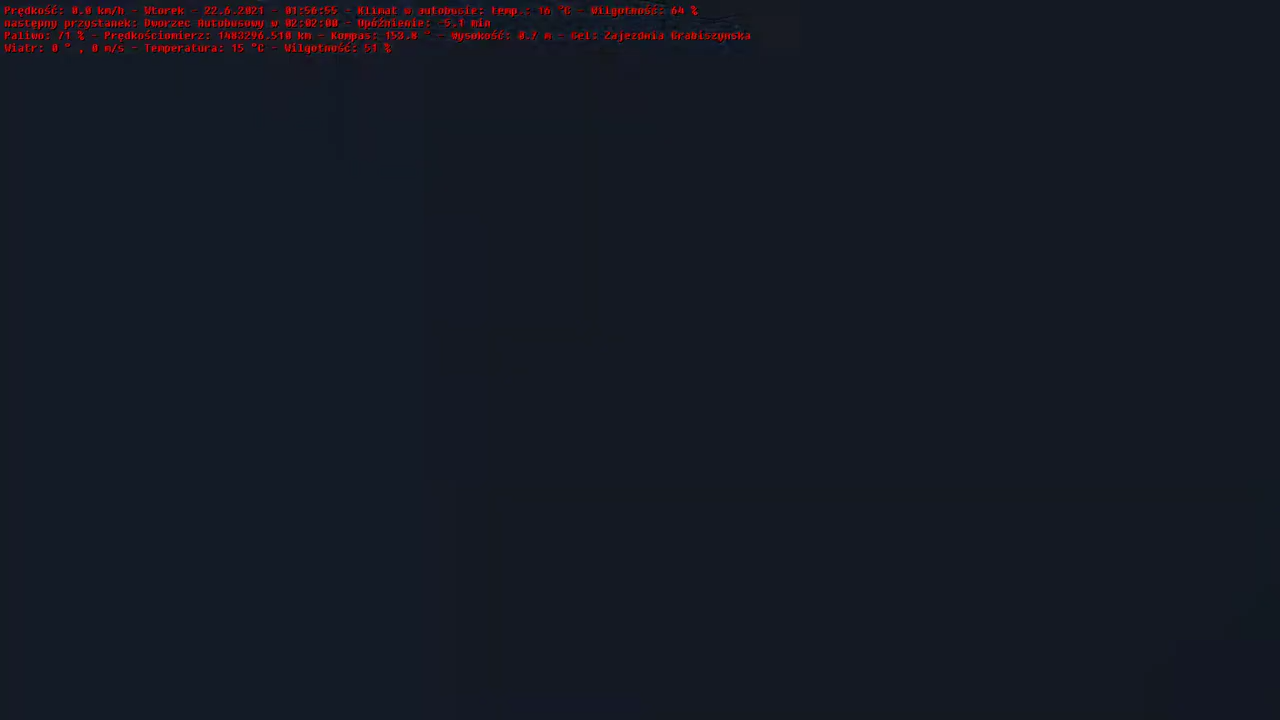 Prędkość: 0.0 km/h - Wtorek - 22.6.2021 - 01:56:55 - Klimat w autobusie: temp.: 16 °C - Wilgotność: 64 %
następny przystanek: Dworzec Autobusowy w 02:02:00 - Opóźnienie: -5.1 min
Paliwo: 71 % - Prędkościomierz: 1483296.510 km - Kompas: 153.8 ° - Wysokość: 0.7 m - Cel: Zajezdnia Grabiszyńska
Wiatr: 0 ° , 0 m/s - Temperatura: 15 °C - Wilgotność: 51 %